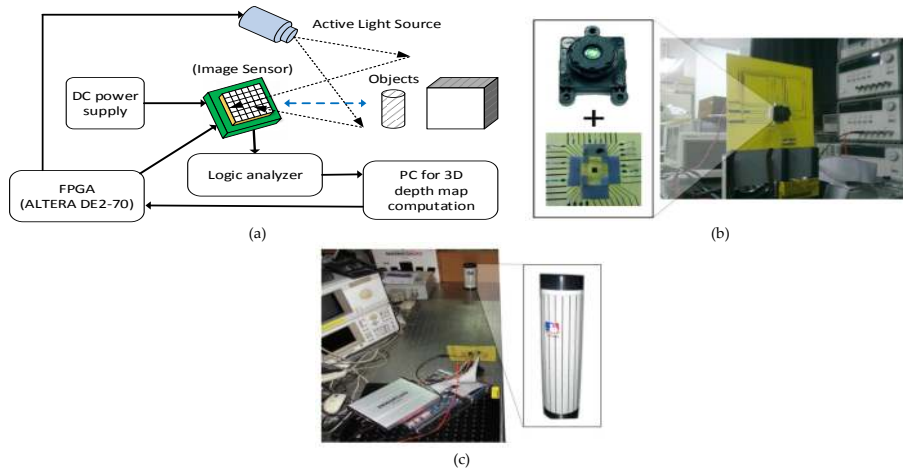 Active Light Source
(Image Sensor)
Objects
DC power
supply
Logic analyzer
PC for 3D
depth map
computation
FPGA
(ALTERA DE2-70)
+
(a)
(b)
(c)